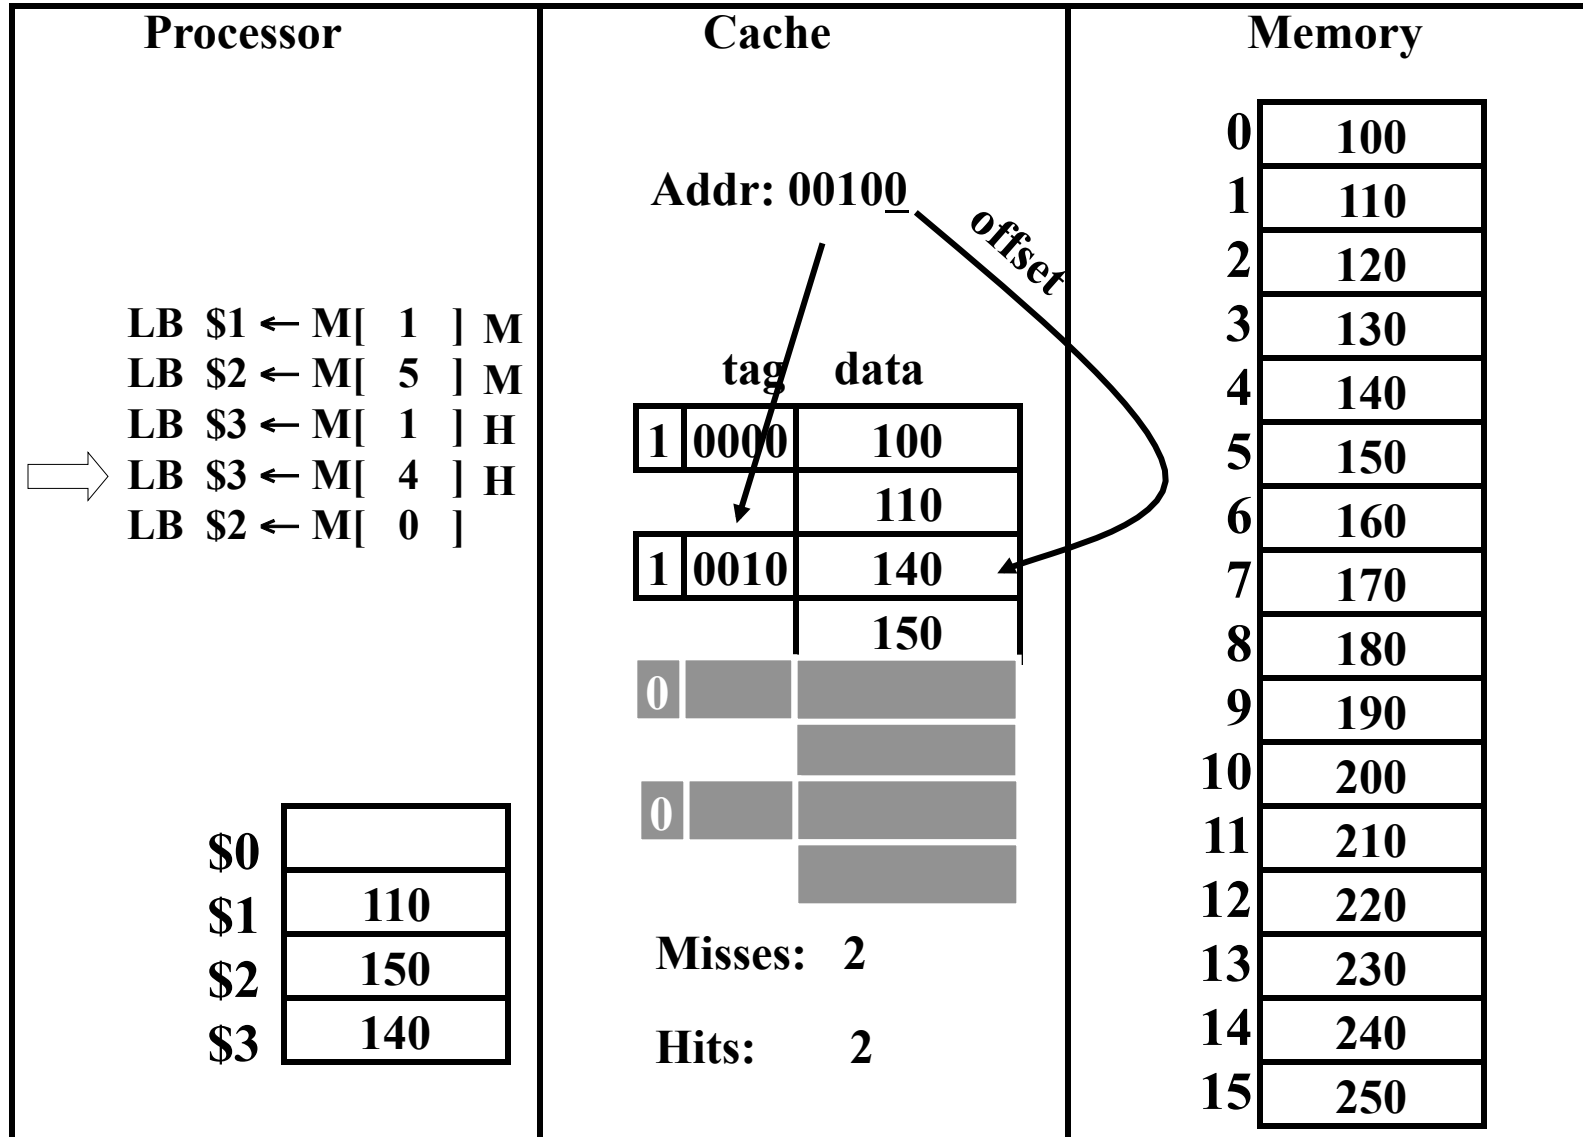 Processor
LB $1 ← M[ 1 ] M
LB $2 ← M[ 5 ] M
LB $3 ← M[ 1 ] H
LB $3 ← M[ 4 ] H
LB $2 ← M[ 0 ]
$0
$1 110
$2 150
$3 140
Cache
Addr: 00100
offset
tag data
1 0000 100
110
1 0010 140
150
0
0
Misses: 2
Hits: 2
Memory
0 100
1 110
2 120
3 130
4 140
5 150
6 160
7 170
8 180
9 190
10 200
11 210
12 220
13 230
14 240
15 250